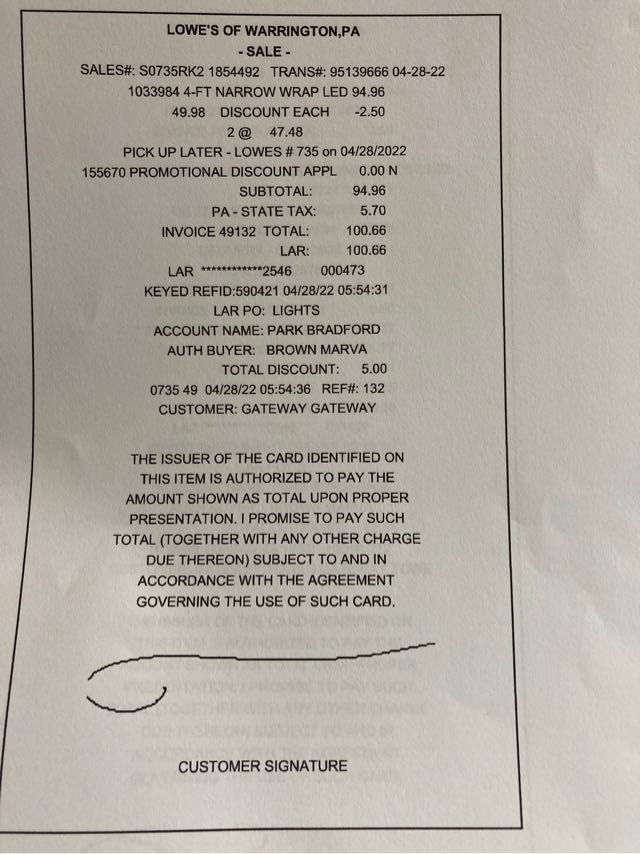 LOWE'S OF WARRINGTON,PA
- SALE -
SALES#: S0735RK2 1854492 TRANS#: 95139666 04-28-22
1033984 4-FT NARROW WRAP LED 94.96
49.98 DISCOUNT EACH -2.50
2 @ 47.48
PICK UP LATER - LOWES # 735 on 04/28/2022
155670 PROMOTIONAL DISCOUNT APPL 0.00 N
SUBTOTAL: 94.96
PA - STATE TAX: 5.70
INVOICE 49132 TOTAL: 100.66
LAR: 100.66
LAR ************2546 000473
KEYED REFID:590421 04/28/22 05:54:31
LAR PO: LIGHTS
ACCOUNT NAME: PARK BRADFORD
AUTH BUYER: BROWN MARVA
TOTAL DISCOUNT: 5.00
0735 49 04/28/22 05:54:36 REF#: 132
CUSTOMER: GATEWAY GATEWAY
THE ISSUER OF THE CARD IDENTIFIED ON
THIS ITEM IS AUTHORIZED TO PAY THE
AMOUNT SHOWN AS TOTAL UPON PROPER
PRESENTATION. I PROMISE TO PAY SUCH
TOTAL (TOGETHER WITH ANY OTHER CHARGE
DUE THEREON) SUBJECT TO AND IN
ACCORDANCE WITH THE AGREEMENT
GOVERNING THE USE OF SUCH CARD.
CUSTOMER SIGNATURE